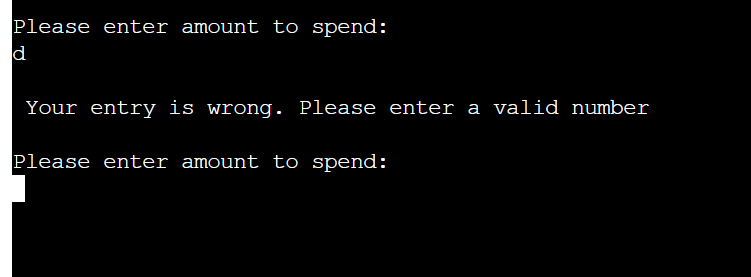 Please enter amount to spend:
d
Your entry is wrong. Please enter a valid number
Please enter amount to spend: